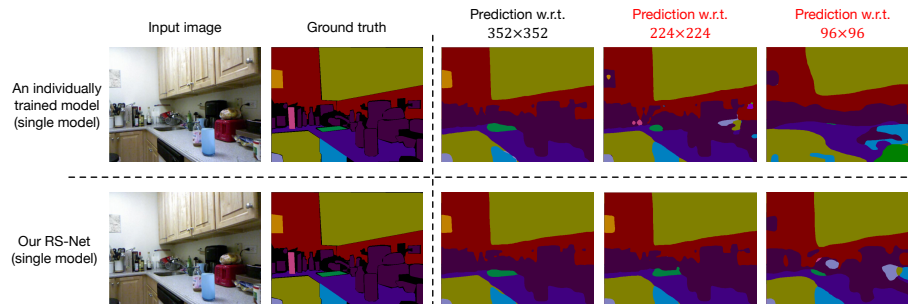 Input image
Ground truth
Prediction w.r.t.
352×352
Prediction w.r.t.
224×224
Prediction w.r.t.
96×96
An individually
trained model
(single model)
Our RS-Net
(single model)